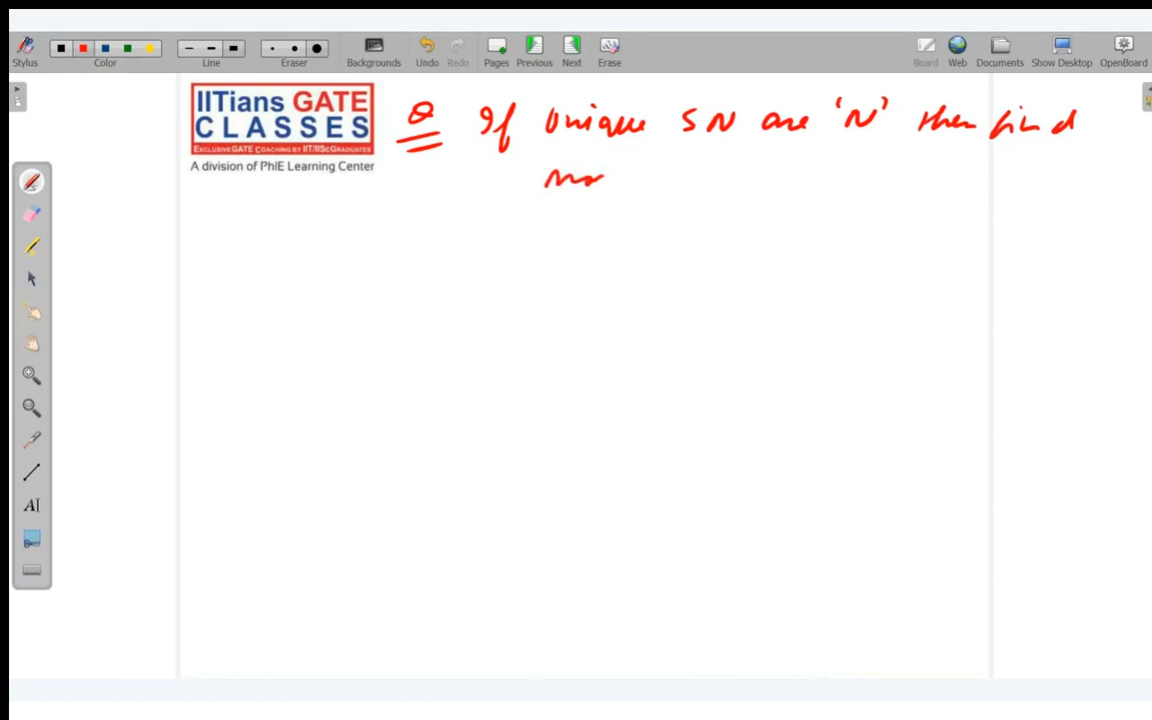 Stylus
Color
Line
Eraser
Backgrounds
Undo
Redo
Pages
Previous
Next
Erase
Board
Web
Documents
Show Desktop
OpenBoard
IITians GATE
CLASSES
EXCLUSIVE GATE COACHING BY IIT/IISc GRADUATES
A division of PhIE Learning Center
Q If Unique SN are 'N' then find